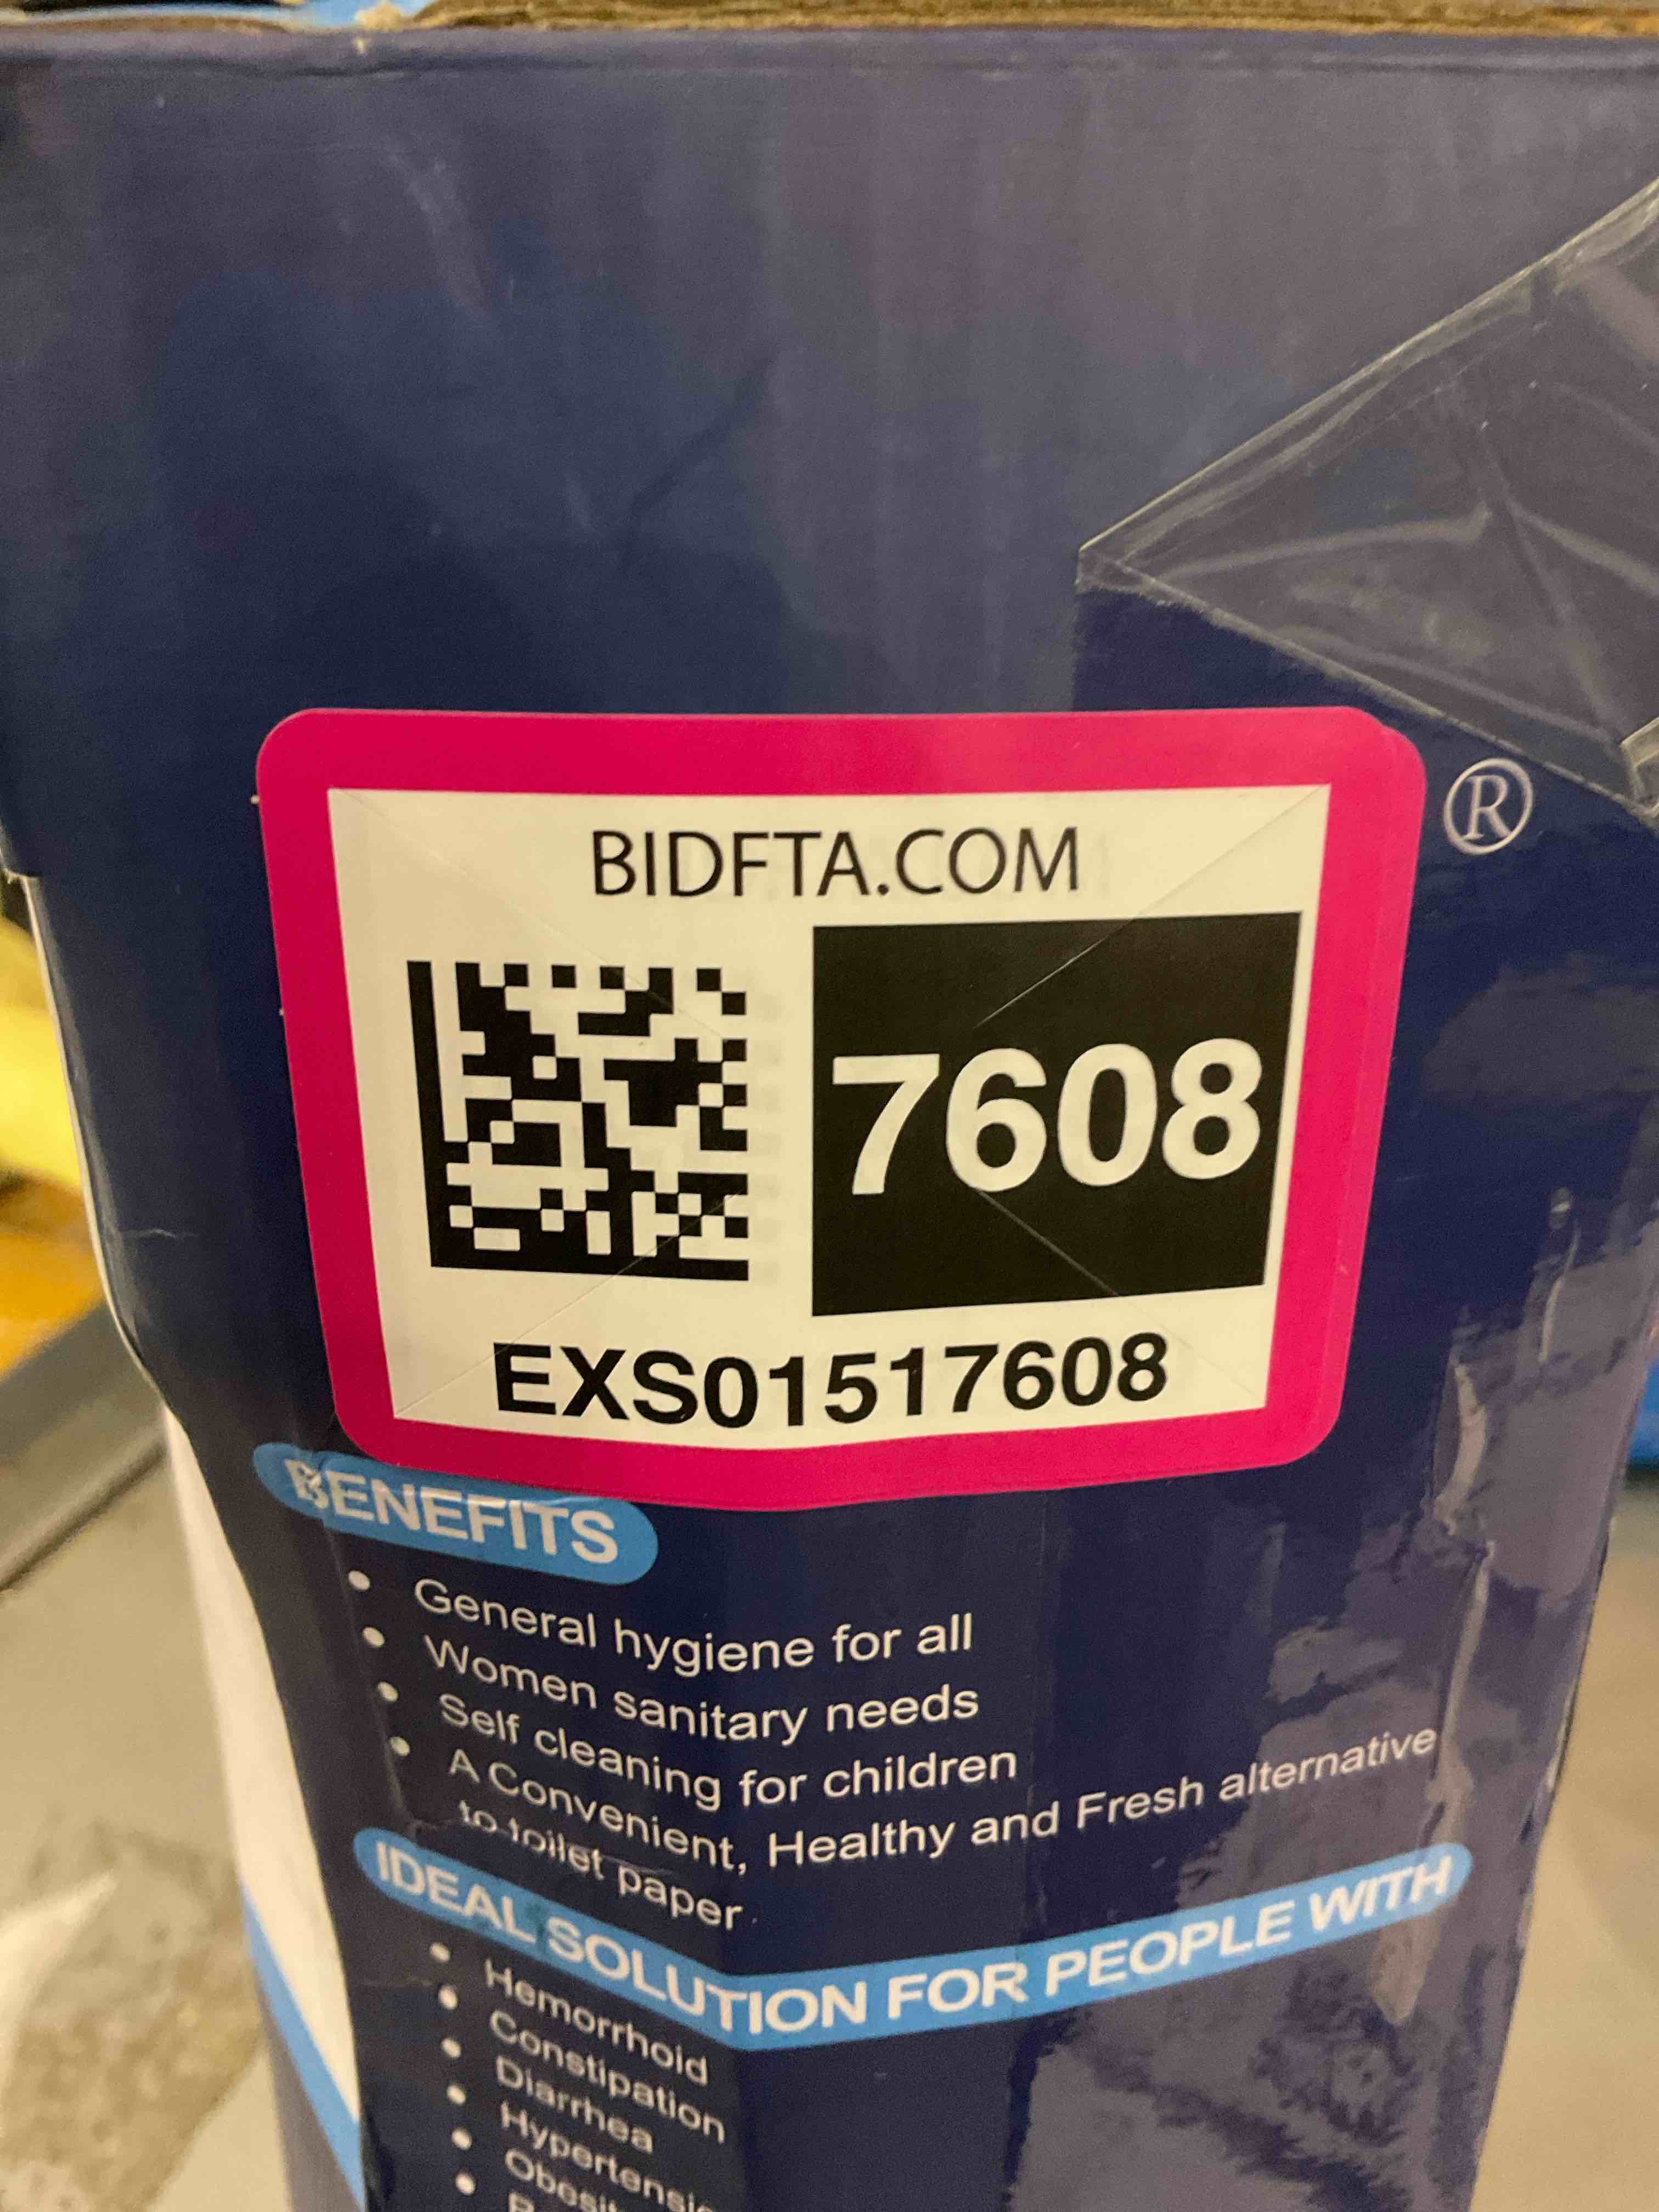 BIDFTA.COM
7608
EXS01517608
®
BENEFITS
• General hygiene for all
• Women sanitary needs
• Self cleaning for children
• A Convenient, Healthy and Fresh alternative
to toilet paper.
IDEAL SOLUTION FOR PEOPLE WITH
• Hemorrhoid
• Constipation
• Diarrhea